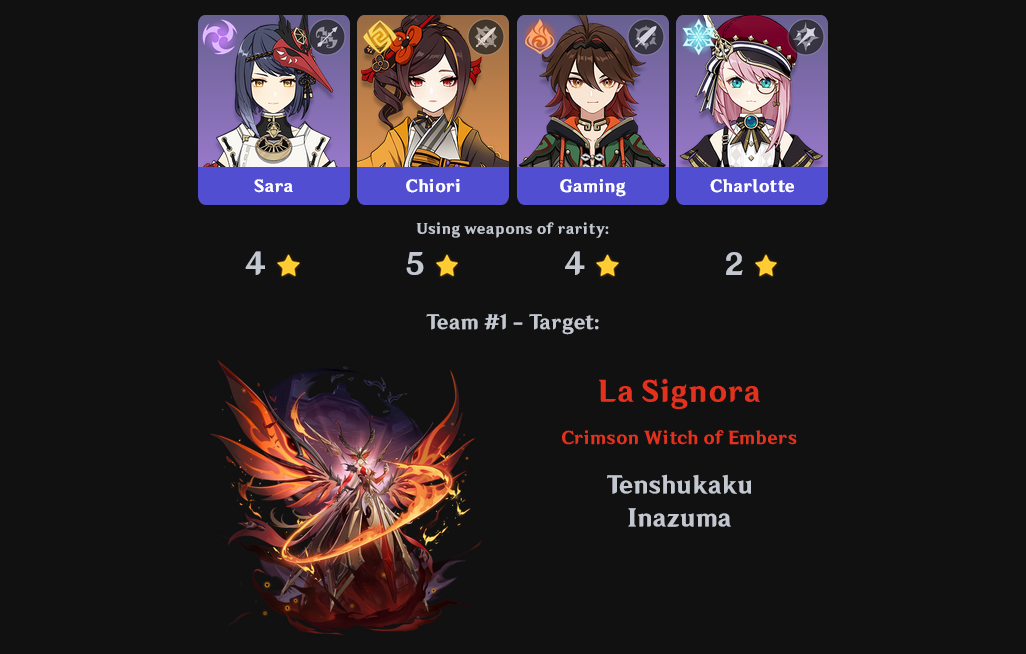 Sara Chiori Gaming Charlotte
Using weapons of rarity:
4 5 4 2
Team #1 - Target:
La Signora
Crimson Witch of Embers
Tenshukaku
Inazuma